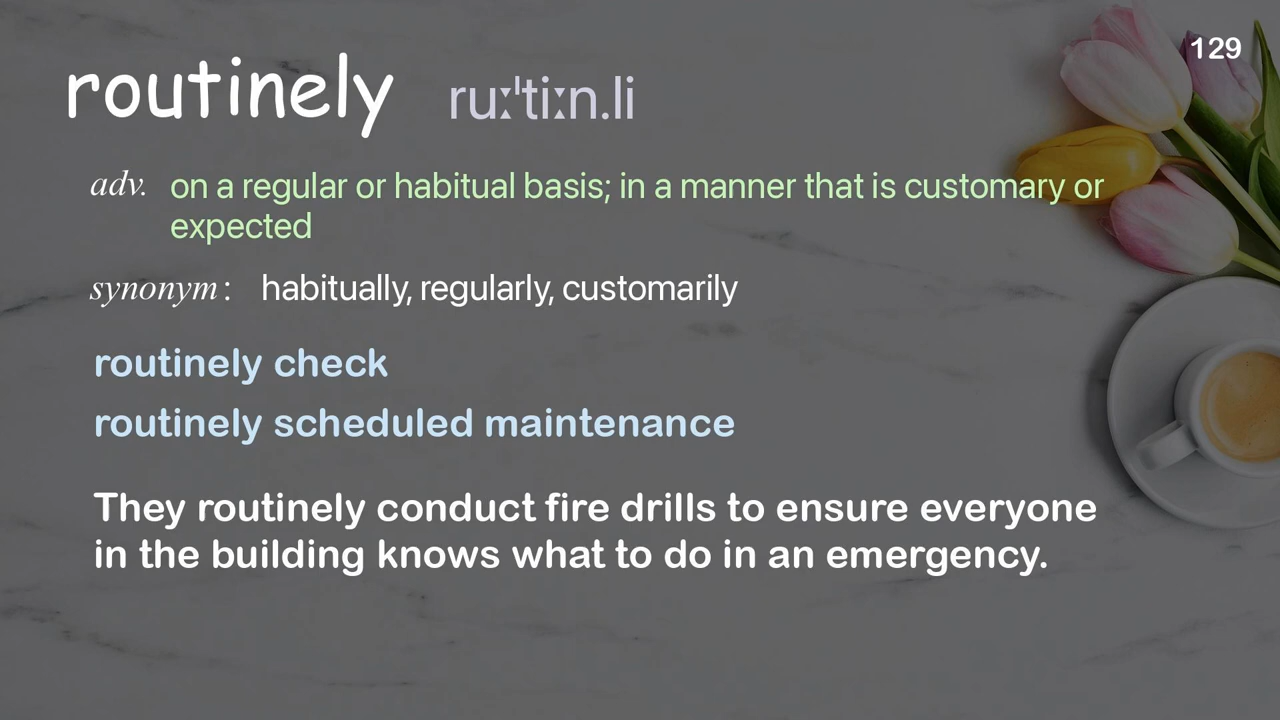 129
routinely ruːˈtiːn.li
adv. on a regular or habitual basis; in a manner that is customary or
expected
synonym: habitually, regularly, customarily
routinely check
routinely scheduled maintenance
They routinely conduct fire drills to ensure everyone
in the building knows what to do in an emergency.